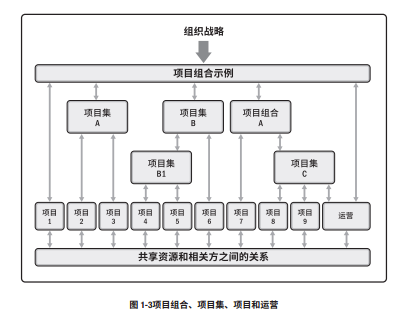 组织战略
项目组合示例
项目集
A
项目集
B
项目组合
A
项目集
B1
项目集
C
项目
1
项目
2
项目
3
项目
4
项目
5
项目
6
项目
7
项目
8
项目
9
运营
共享资源和相关方之间的关系
图 1-3项目组合、项目集、项目和运营